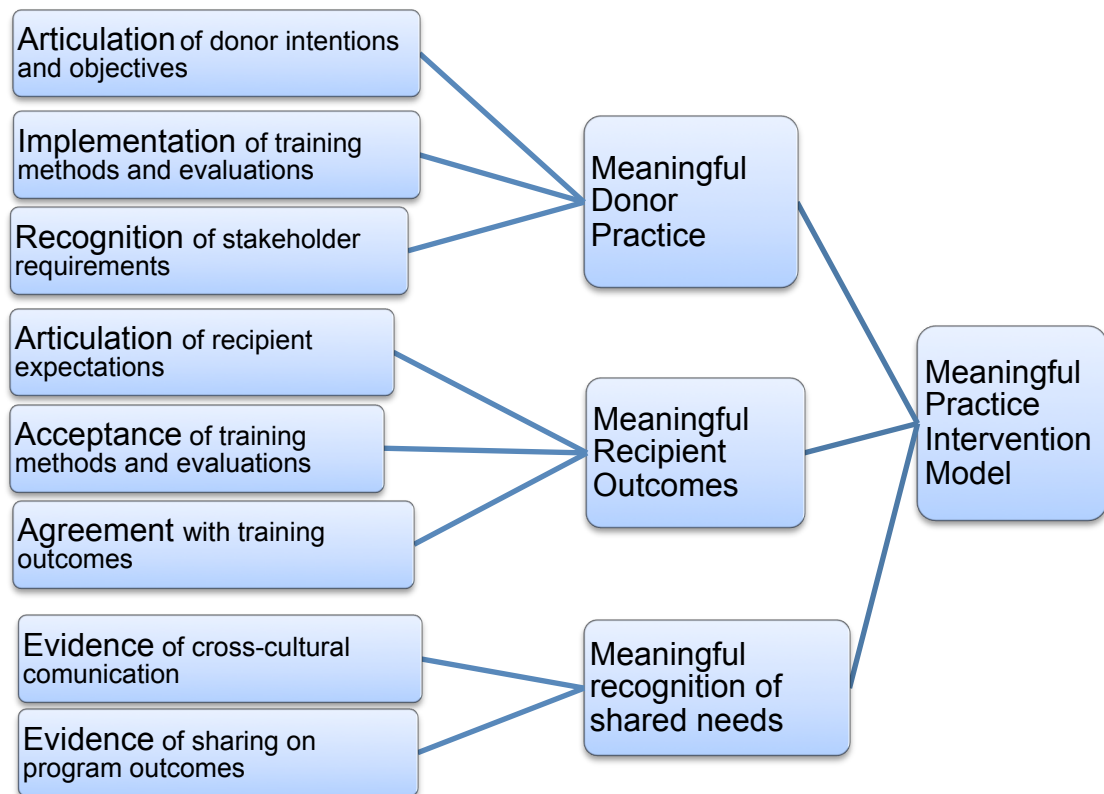 Articulation of donor intentions
and objectives
Implementation of training
methods and evaluations
Recognition of stakeholder
requirements
Articulation of recipient
expectations
Acceptance of training
methods and evaluations
Agreement with training
outcomes
Evidence of cross-cultural
comunication
Evidence of sharing on
program outcomes
Meaningful
Donor
Practice
Meaningful
Recipient
Outcomes
Meaningful
recognition of
shared needs
Meaningful
Practice
Intervention
Model